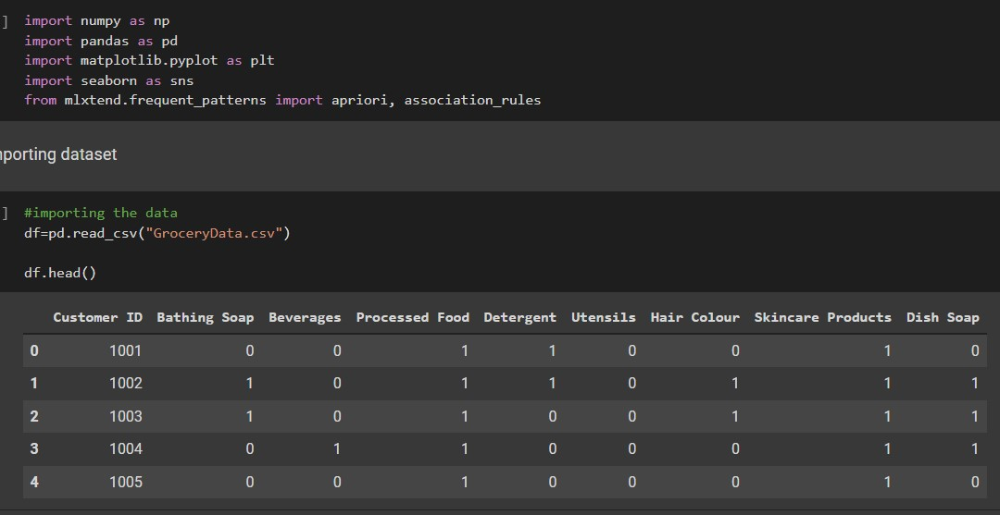 ] import numpy as np
import pandas as pd
import matplotlib.pyplot as plt
import seaborn as sns
from mlxtend.frequent_patterns import apriori, association_rules
nporting dataset
] #importing the data
df=pd.read_csv("GroceryData.csv")
df.head()
Customer ID Bathing Soap Beverages Processed Food Detergent Utensils Hair Colour Skincare Products Dish Soap
0 1001 0 0 1 1 0 0 1 0
1 1002 1 0 1 1 0 1 1 1
2 1003 1 0 1 0 0 1 1 1
3 1004 0 1 1 0 0 0 1 1
4 1005 0 0 1 0 0 0 1 0